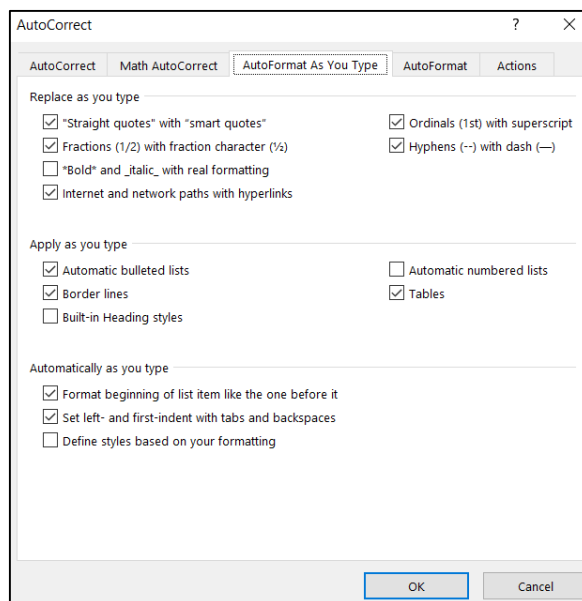 AutoCorrect ?
AutoCorrect Math AutoCorrect AutoFormat As You Type AutoFormat Actions
Replace as you type
"Straight quotes" with “smart quotes” Ordinals (1st) with superscript
Fractions (1/2) with fraction character (½) Hyphens (--) with dash (—)
*Bold* and _italic_ with real formatting
Internet and network paths with hyperlinks
Apply as you type
Automatic bulleted lists Automatic numbered lists
Border lines Tables
Built-in Heading styles
Automatically as you type
Format beginning of list item like the one before it
Set left- and first-indent with tabs and backspaces
Define styles based on your formatting
OK Cancel